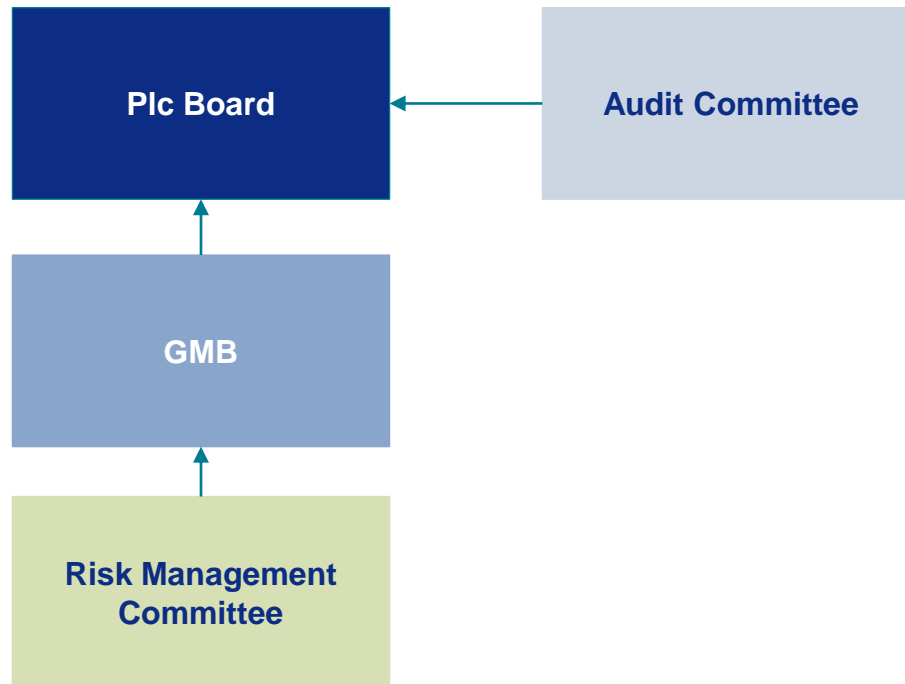 Plc Board
Audit Committee
GMB
Risk Management
Committee